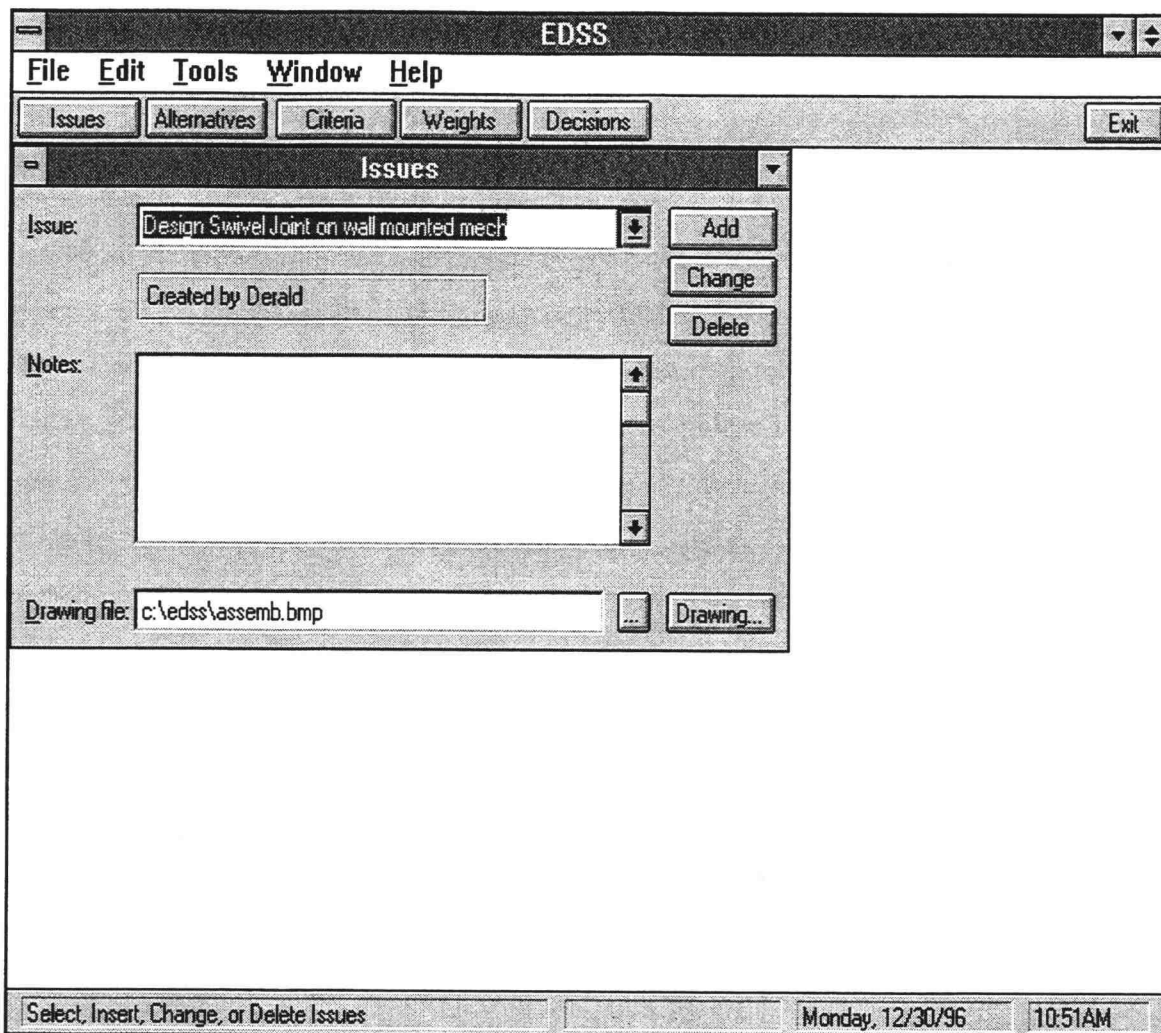 EDSS
File Edit Tools Window Help
Issues Alternatives Criteria Weights Decisions Exit
Issues
Issue: Design Swivel Joint on wall mounted mech Add
Created by Derald Change
Delete
Notes:
Drawing file: c:\edss\assemb.bmp ... Drawing...
Select, Insert, Change, or Delete Issues Monday, 12/30/96 10:51AM